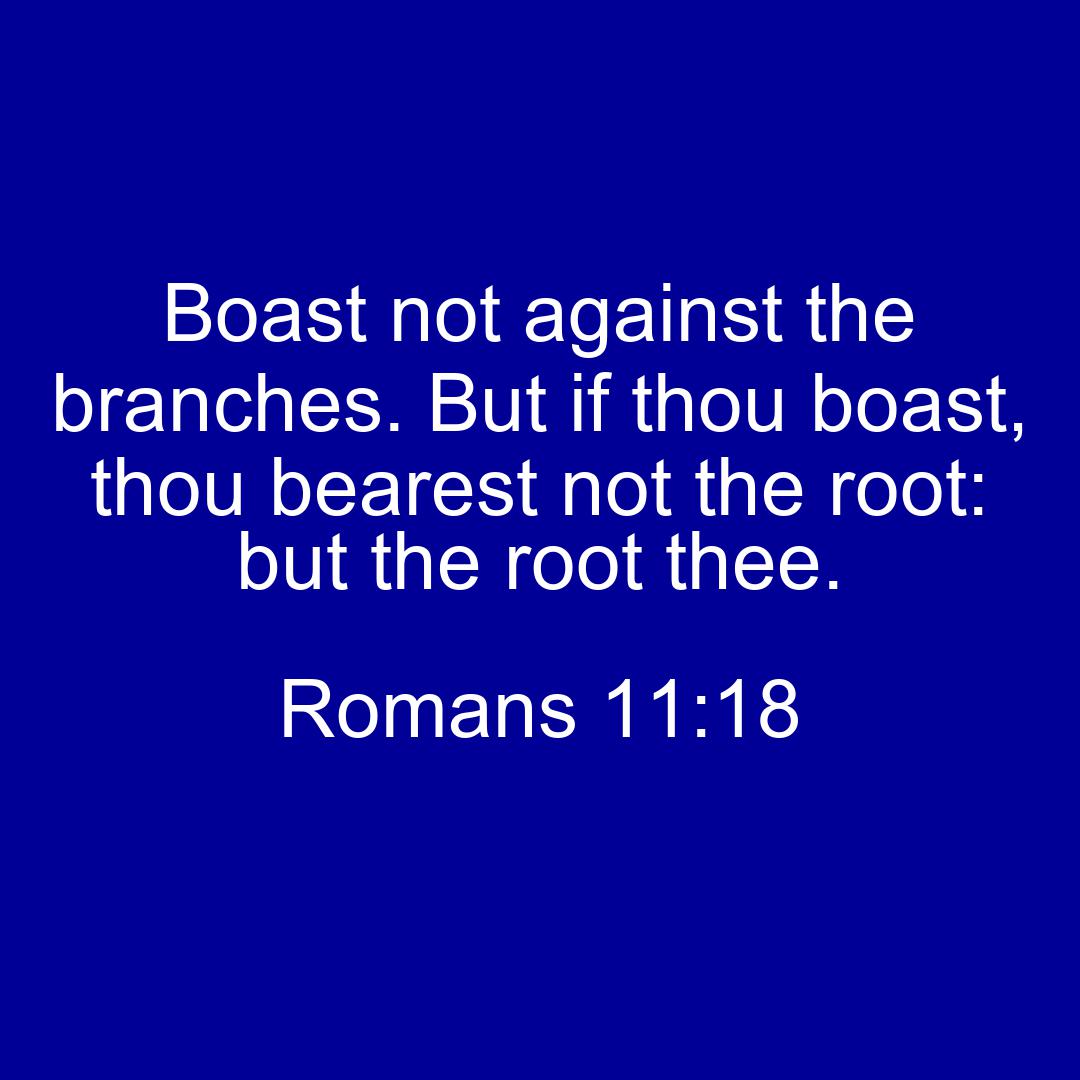 Boast not against the
branches. But if thou boast,
thou bearest not the root:
but the root thee.
Romans 11:18